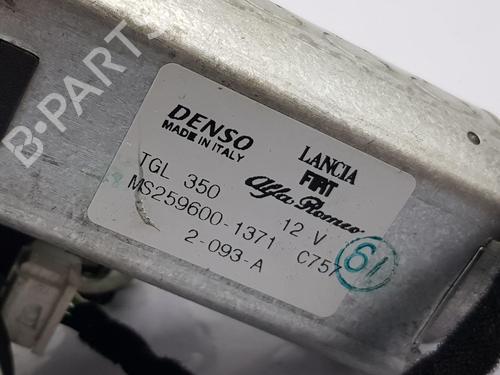 B-PARTS
DENSO
MADE IN ITALY
LANCIA
FIAT
Alfa Romeo
TGL 350
12 V
MS259600-1371
C757
2-093-A
61